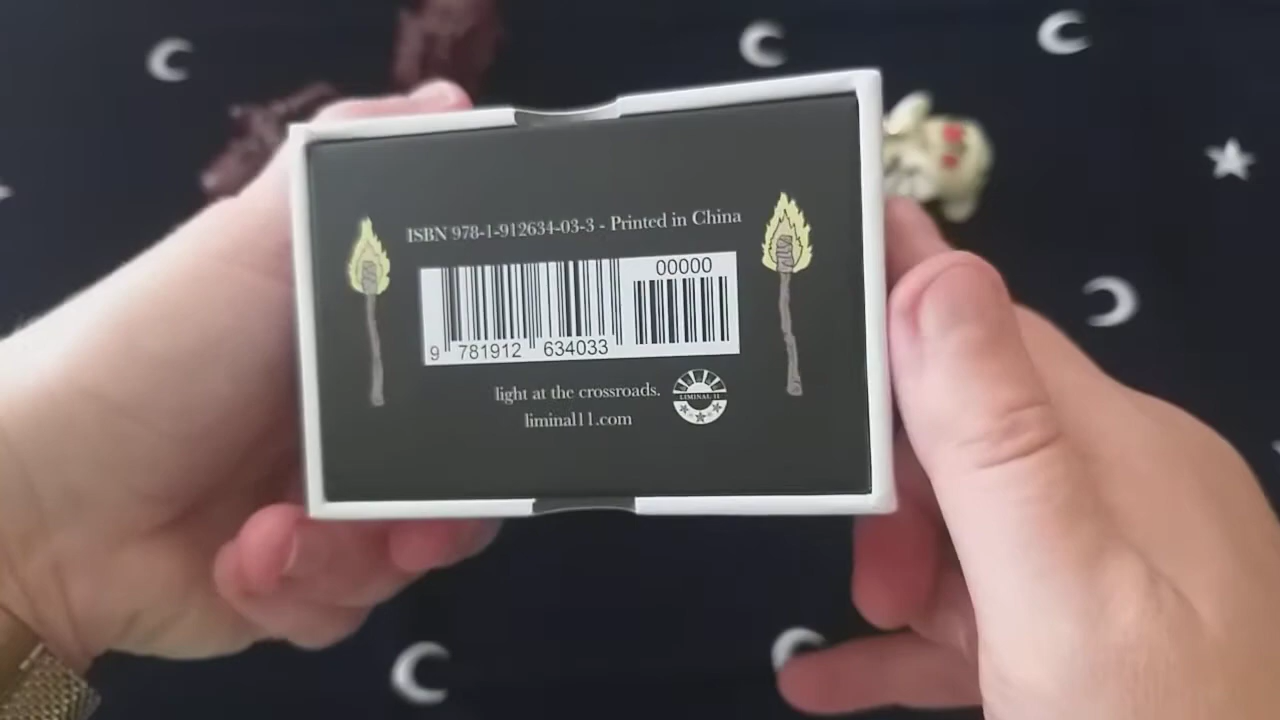 ISBN 978-1-912634-03-3 - Printed in China
00000
9 781912 634033
light at the crossroads.
LIMINAL 11
liminal11.com